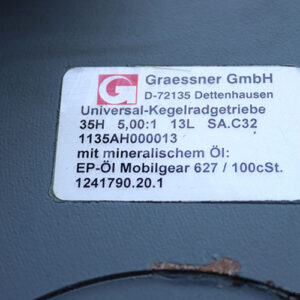 Graessner GmbH
D-72135 Dettenhausen
Universal-Kegelradgetriebe
35H 5,00:1 13L SA.C32
1135AH000013
mit mineralischem Öl:
EP-Öl Mobilgear 627 / 100cSt.
1241790.20.1